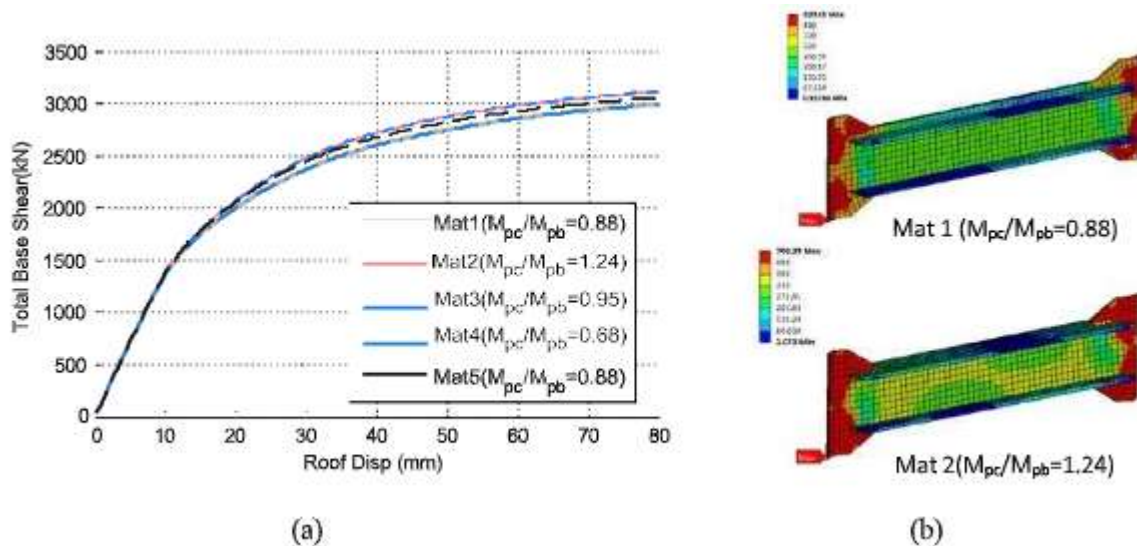 3500
3000
2500
2000
1500
1000
500
0
Total Base Shear(kN)
0 10 20 30 40 50 60 70 80
Roof Disp (mm)
Mat1(Mpc/Mpb=0.88)
Mat2(Mpc/Mpb=1.24)
Mat3(Mpc/Mpb=0.95)
Mat4(Mpc/Mpb=0.68)
Mat5(Mpc/Mpb=0.88)
(a)
Mat 1 (Mpc/Mpb=0.88)
Mat 2(Mpc/Mpb=1.24)
(b)